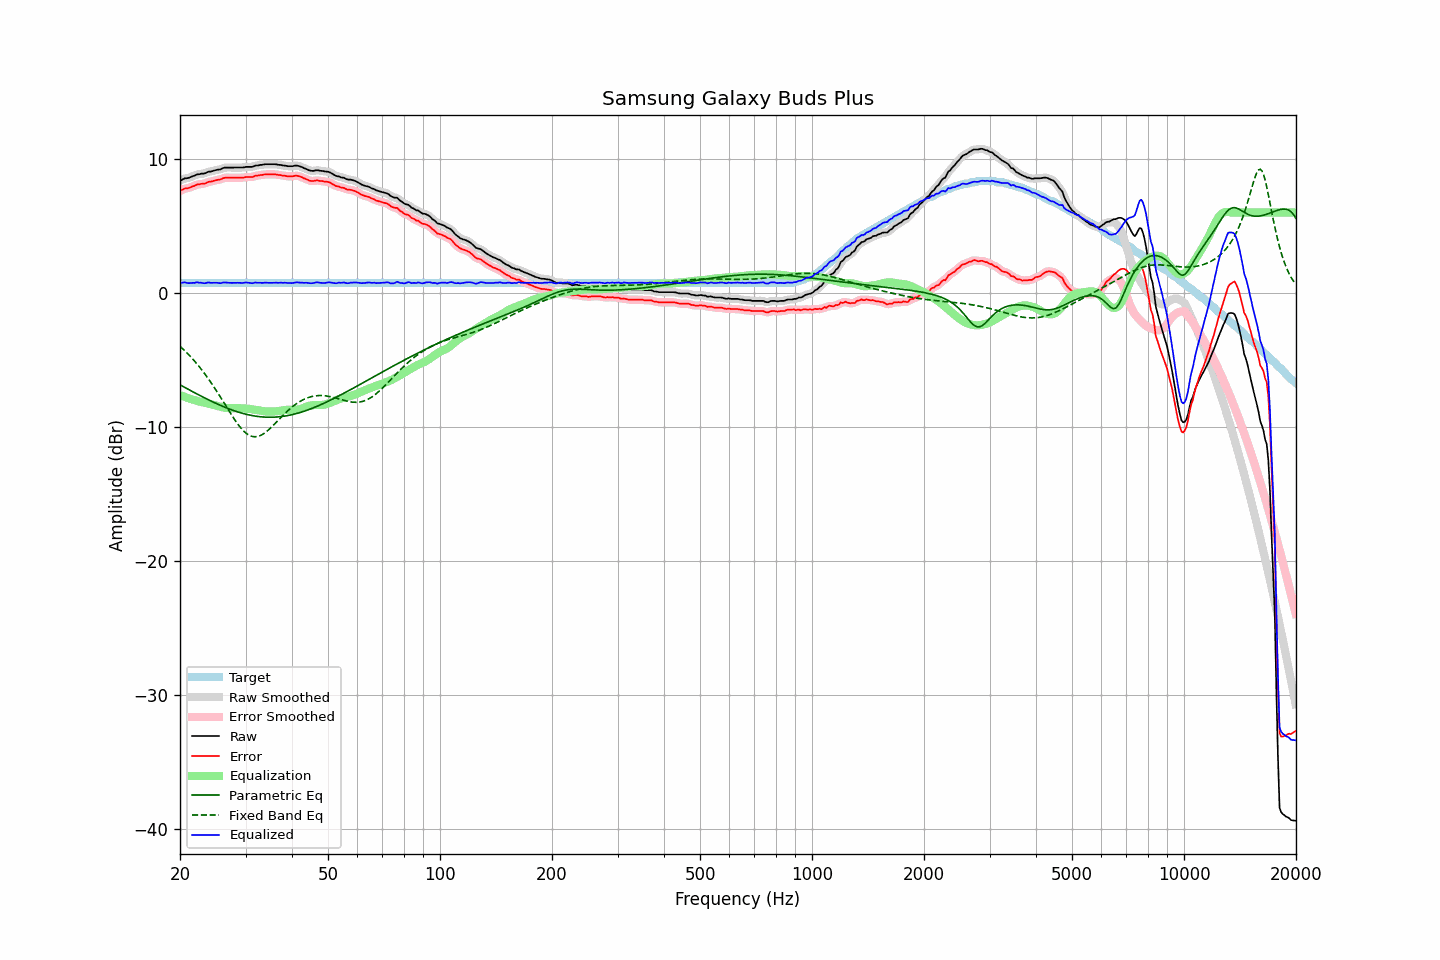 Samsung Galaxy Buds Plus
Amplitude (dBr)
10
0
−10
−20
−30
−40
Target
Raw Smoothed
Error Smoothed
Raw
Error
Equalization
Parametric Eq
Fixed Band Eq
Equalized
20 50 100 200 500 1000 2000 5000 10000 20000
Frequency (Hz)